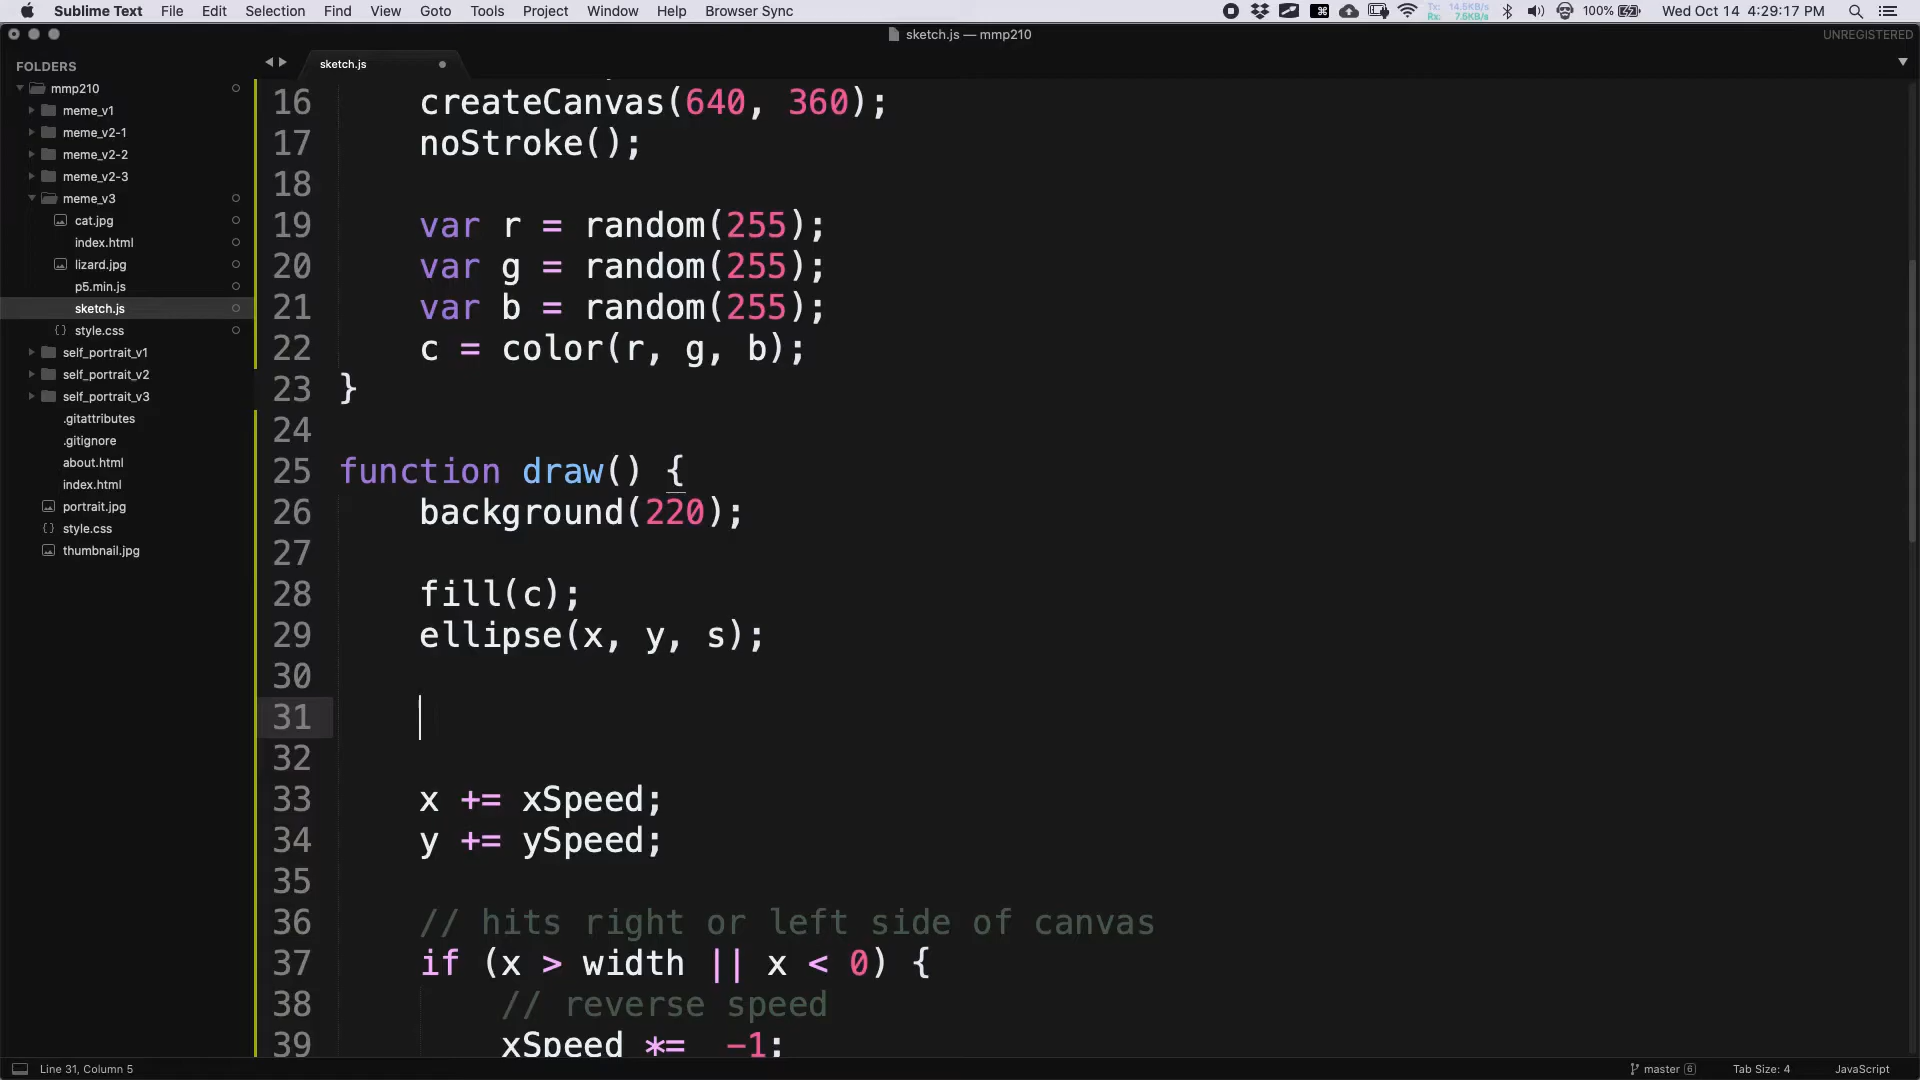 Sublime Text File Edit Selection Find View Goto Tools Project Window Help Browser Sync
Tx: 14.5KB/s
Rx: 7.5KB/s
100% Wed Oct 14 4:29:17 PM
sketch.js — mmp210
UNREGISTERED
FOLDERS
mmp210
meme_v1
meme_v2-1
meme_v2-2
meme_v2-3
meme_v3
cat.jpg
index.html
lizard.jpg
p5.min.js
sketch.js
{} style.css
self_portrait_v1
self_portrait_v2
self_portrait_v3
.gitattributes
.gitignore
about.html
index.html
portrait.jpg
{} style.css
thumbnail.jpg
sketch.js
16 createCanvas(640, 360);
17 noStroke();
18
19 var r = random(255);
20 var g = random(255);
21 var b = random(255);
22 c = color(r, g, b);
23 }
24
25 function draw() {
26 background(220);
27
28 fill(c);
29 ellipse(x, y, s);
30
31
32
33 x += xSpeed;
34 y += ySpeed;
35
36 // hits right or left side of canvas
37 if (x > width || x < 0) {
38 // reverse speed
39 xSpeed *= -1;
Line 31, Column 5
master 6 Tab Size: 4 JavaScript